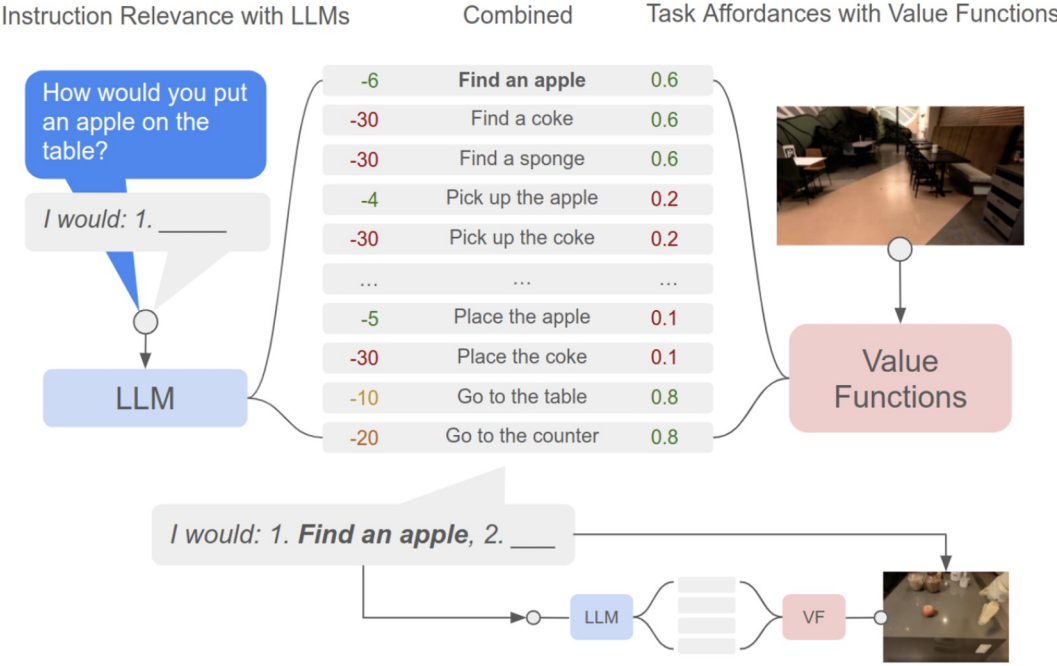 Instruction Relevance with LLMs
Combined
Task Affordances with Value Functions
How would you put
an apple on the
table?
I would: 1. _____
LLM
-6 Find an apple 0.6
-30 Find a coke 0.6
-30 Find a sponge 0.6
-4 Pick up the apple 0.2
-30 Pick up the coke 0.2
... ... ...
-5 Place the apple 0.1
-30 Place the coke 0.1
-10 Go to the table 0.8
-20 Go to the counter 0.8
Value
Functions
I would: 1. Find an apple, 2. ___
LLM
VF